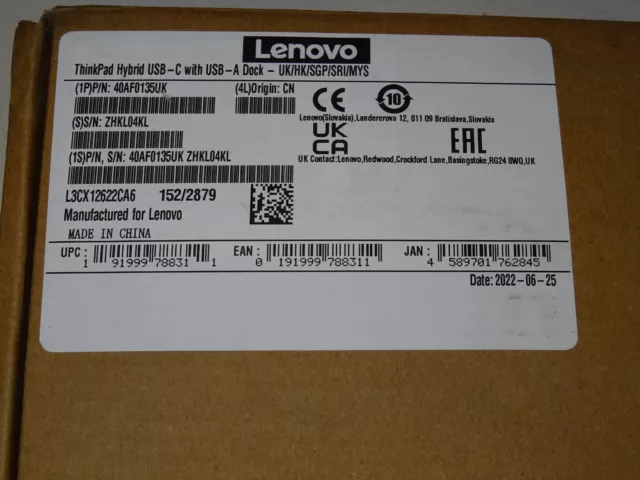 Lenovo
ThinkPad Hybrid USB-C with USB-A Dock - UK/HK/SGP/SRI/MYS
(1P)P/N: 40AF0135UK (4L)Origin: CN
(S)S/N: ZHKL04KL
(1S)P/N, S/N: 40AF0135UK ZHKL04KL
L3CX12622CA6 152/2879
Manufactured for Lenovo
MADE IN CHINA
CE 10
Lenovo(Slovakia),Landererova 12, 811 09 Bratislava,Slovakia
UK
CA EAC
UK Contact:Lenovo,Redwood,Crockford Lane,Basingstoke,RG24 8WQ,UK
UPC: 1 91999 78831 1 EAN: 0 191999 788311 JAN: 4 589701 762845
Date: 2022-06-25